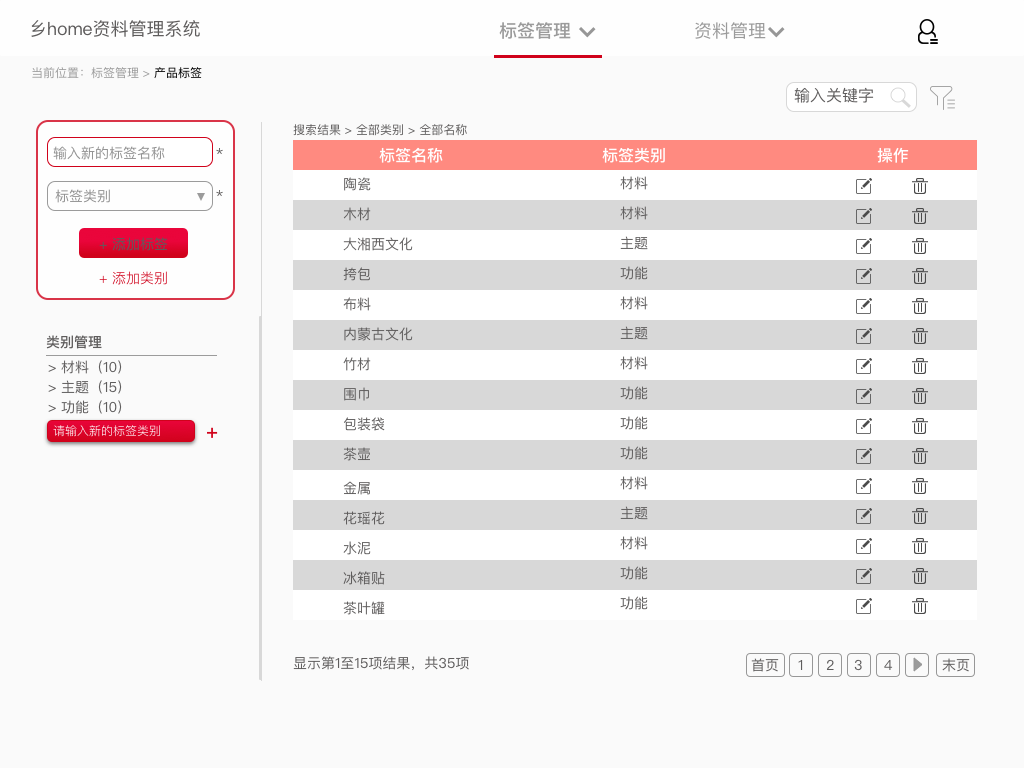 乡home资料管理系统
标签管理
资料管理
当前位置：标签管理 > 产品标签
输入关键字
输入新的标签名称 *
标签类别 ▼ *
+ 添加标签
+ 添加类别
类别管理
> 材料（10）
> 主题（15）
> 功能（10）
请输入新的标签类别 +
搜索结果 > 全部类别 > 全部名称
标签名称 标签类别 操作
陶瓷 材料
木材 材料
大湘西文化 主题
挎包 功能
布料 材料
内蒙古文化 主题
竹材 材料
围巾 功能
包装袋 功能
茶壶 功能
金属 材料
花瑶花 主题
水泥 材料
冰箱贴 功能
茶叶罐 功能
显示第1至15项结果，共35项
首页 1 2 3 4 末页